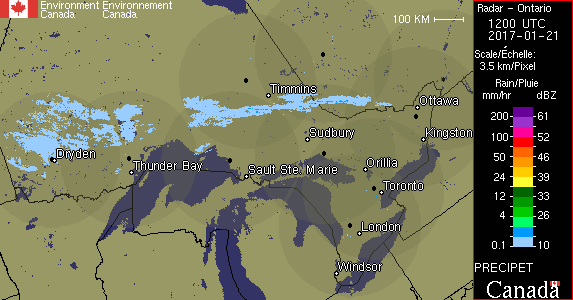 Environment Environnement
Canada Canada
100 KM
Radar - Ontario
1200 UTC
2017-01-21
Scale/Échelle:
3.5 km/Pixel
Rain/Pluie
mm/hr dBZ
200 61
100 52
50 46
24 39
12 33
4 26
0.1 10
PRECIPET
Canada
Timmins
Ottawa
Sudbury
Kingston
Dryden
Thunder Bay
Sault Ste. Marie
Orillia
Toronto
London
Windsor